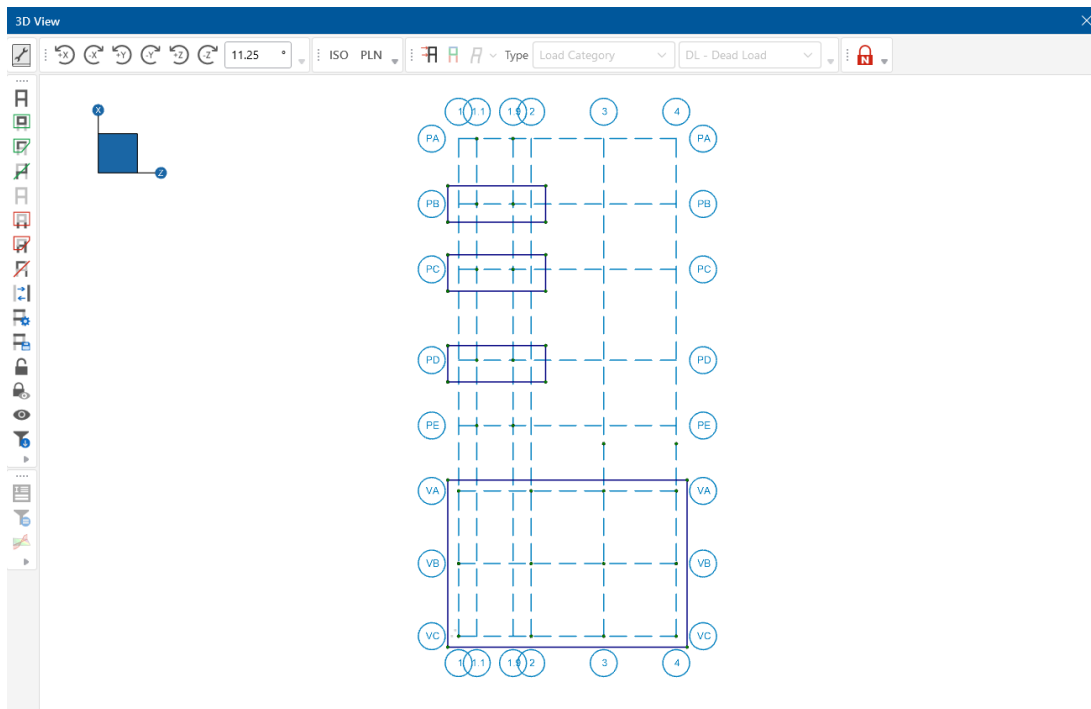 3D View
+X -X +Y -Y +Z -Z 11.25 ° ISO PLN Type Load Category DL - Dead Load N
X
Z
1 1.1 1.9 2 3 4
PA PA
PB PB
PC PC
PD PD
PE PE
VA VA
VB VB
VC VC
1 1.1 1.9 2 3 4